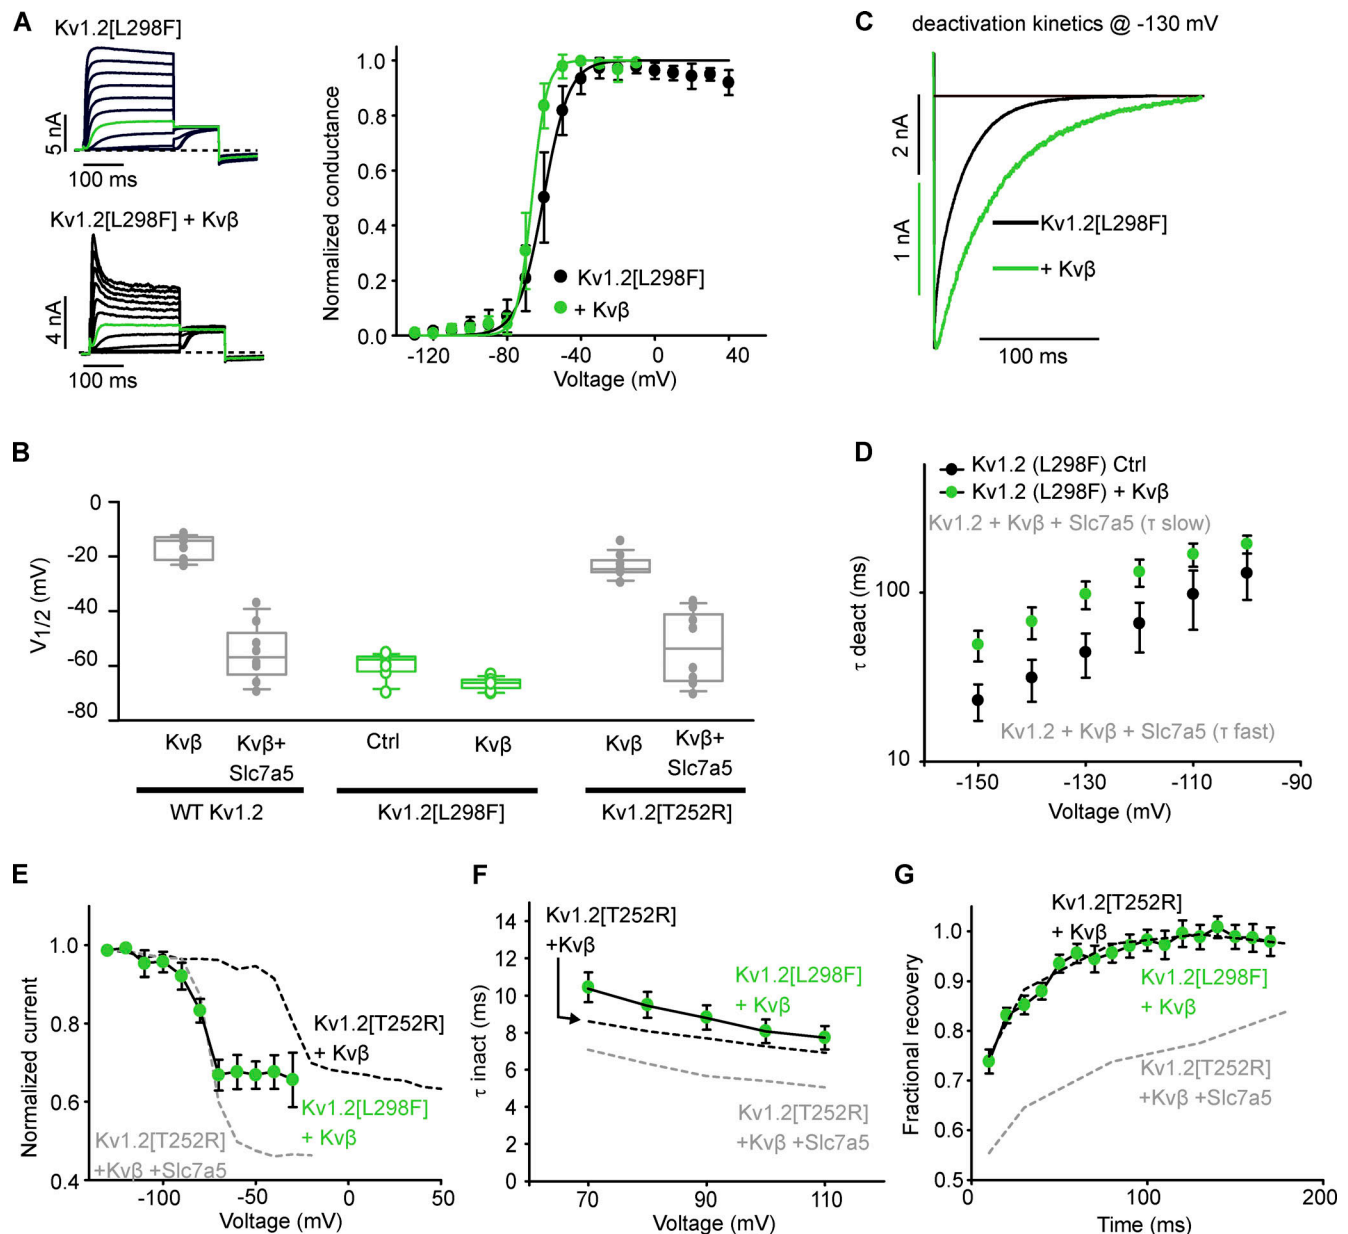 A
Kv1.2[L298F]
5 nA
100 ms
Kv1.2[L298F] + Kvβ
4 nA
100 ms
Normalized conductance
1.0
0.8
0.6
0.4
0.2
0.0
-120
-80
-40
0
40
Voltage (mV)
Kv1.2[L298F]
+ Kvβ
C
deactivation kinetics @ -130 mV
2 nA
1 nA
Kv1.2[L298F]
+ Kvβ
100 ms
B
V1/2 (mV)
0
-20
-40
-60
-80
Kvβ
Kvβ+
Slc7a5
Ctrl
Kvβ
Kvβ
Kvβ+
Slc7a5
WT Kv1.2
Kv1.2[L298F]
Kv1.2[T252R]
D
Kv1.2 (L298F) Ctrl
Kv1.2 (L298F) + Kvβ
Kv1.2 + Kvβ + Slc7a5 (τ slow)
τ deact (ms)
100
10
Kv1.2 + Kvβ + Slc7a5 (τ fast)
-150
-130
-110
-90
Voltage (mV)
E
Normalized current
1.0
0.8
0.6
0.4
Kv1.2[T252R]
+ Kvβ
Kv1.2[L298F]
+ Kvβ
Kv1.2[T252R]
+Kvβ +Slc7a5
-100
-50
0
50
Voltage (mV)
F
τ inact (ms)
14
12
10
8
6
4
2
0
Kv1.2[T252R]
+Kvβ
Kv1.2[L298F]
+ Kvβ
Kv1.2[T252R]
+Kvβ +Slc7a5
70
90
110
Voltage (mV)
G
Fractional recovery
1.0
0.9
0.8
0.7
0.6
0.5
Kv1.2[T252R]
+ Kvβ
Kv1.2[L298F]
+ Kvβ
Kv1.2[T252R]
+Kvβ +Slc7a5
0
100
200
Time (ms)